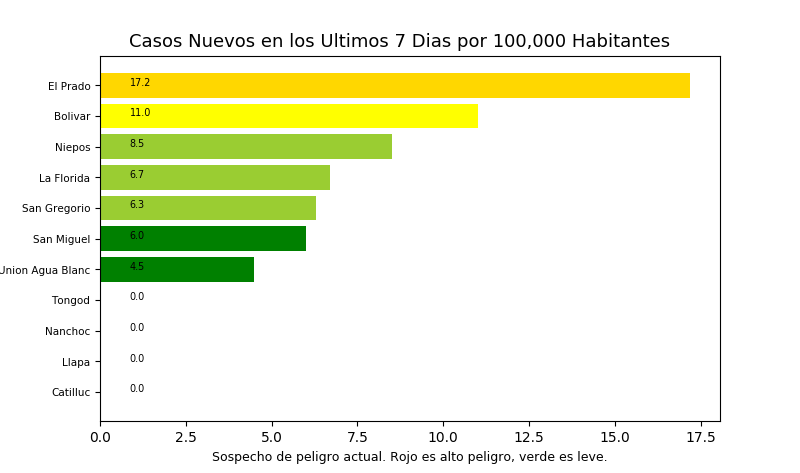 Casos Nuevos en los Ultimos 7 Dias por 100,000 Habitantes
El Prado 17.2
Bolivar 11.0
Niepos 8.5
La Florida 6.7
San Gregorio 6.3
San Miguel 6.0
Union Agua Blanc 4.5
Tongod 0.0
Nanchoc 0.0
Llapa 0.0
Catilluc 0.0
0.0 2.5 5.0 7.5 10.0 12.5 15.0 17.5
Sospecho de peligro actual. Rojo es alto peligro, verde es leve.